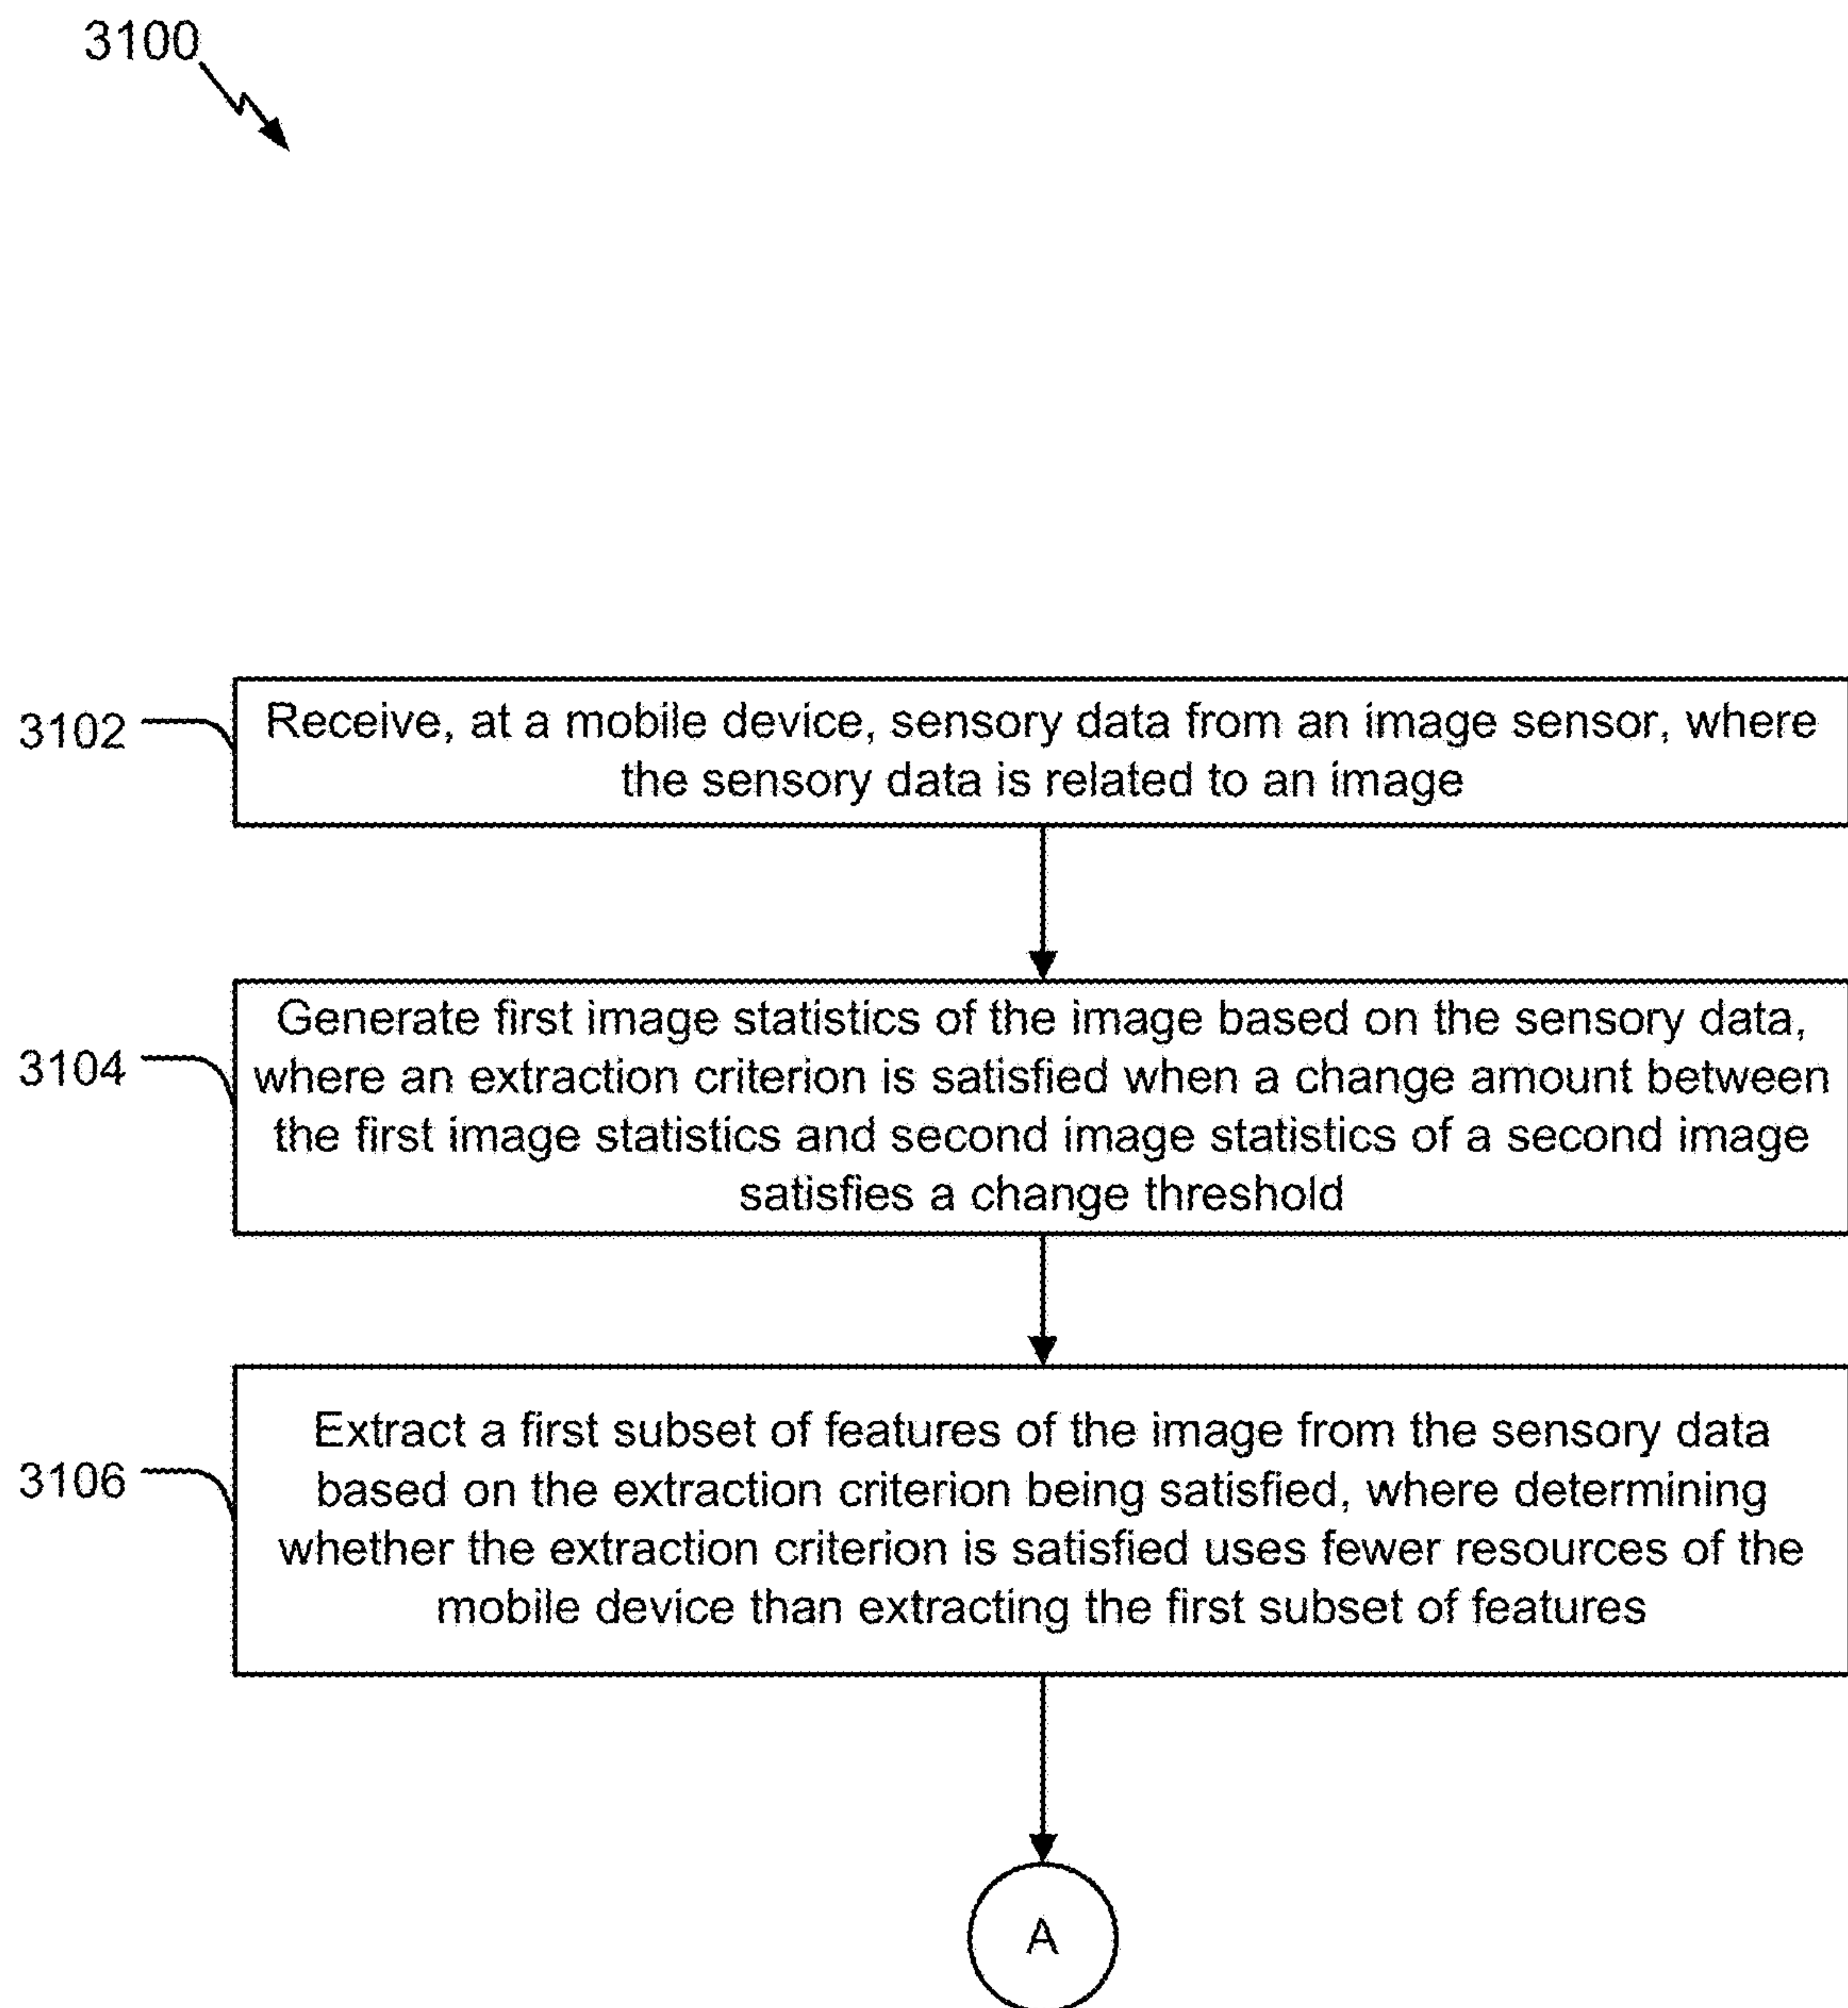 3100
3102
Receive, at a mobile device, sensory data from an image sensor, where
the sensory data is related to an image
3104
Generate first image statistics of the image based on the sensory data,
where an extraction criterion is satisfied when a change amount between
the first image statistics and second image statistics of a second image
satisfies a change threshold
3106
Extract a first subset of features of the image from the sensory data
based on the extraction criterion being satisfied, where determining
whether the extraction criterion is satisfied uses fewer resources of the
mobile device than extracting the first subset of features
A